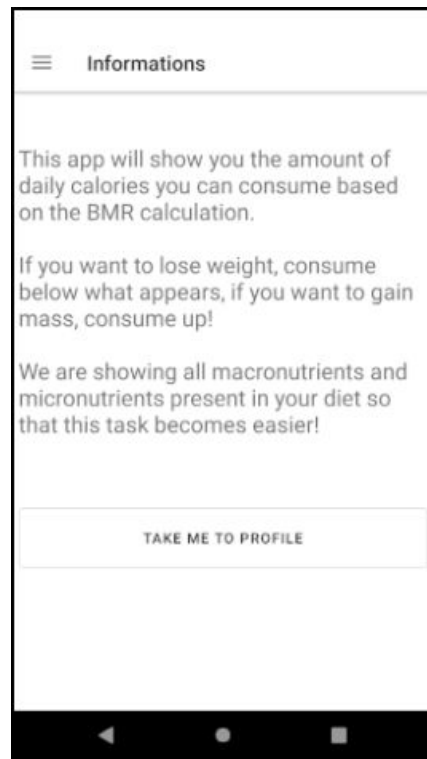 Informations
This app will show you the amount of
daily calories you can consume based
on the BMR calculation.
If you want to lose weight, consume
below what appears, if you want to gain
mass, consume up!
We are showing all macronutrients and
micronutrients present in your diet so
that this task becomes easier!
TAKE ME TO PROFILE